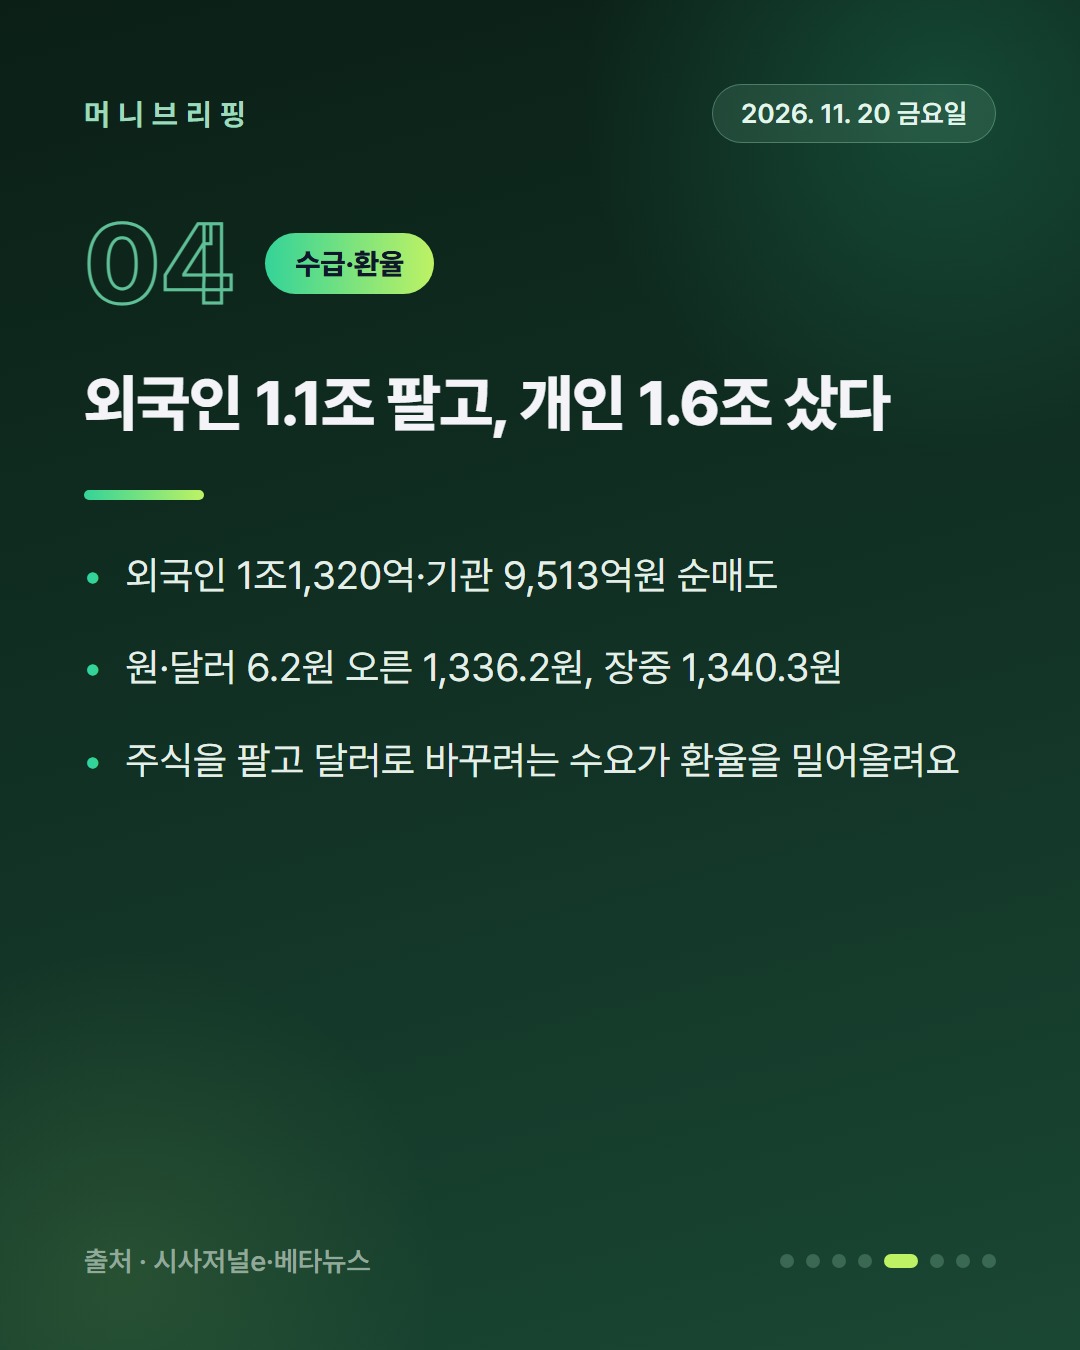 머니브리핑
2026. 11. 20 금요일
04
수급·환율
외국인 1.1조 팔고, 개인 1.6조 샀다
• 외국인 1조1,320억·기관 9,513억원 순매도
• 원·달러 6.2원 오른 1,336.2원, 장중 1,340.3원
• 주식을 팔고 달러로 바꾸려는 수요가 환율을 밀어올려요
출처 · 시사저널e·베타뉴스